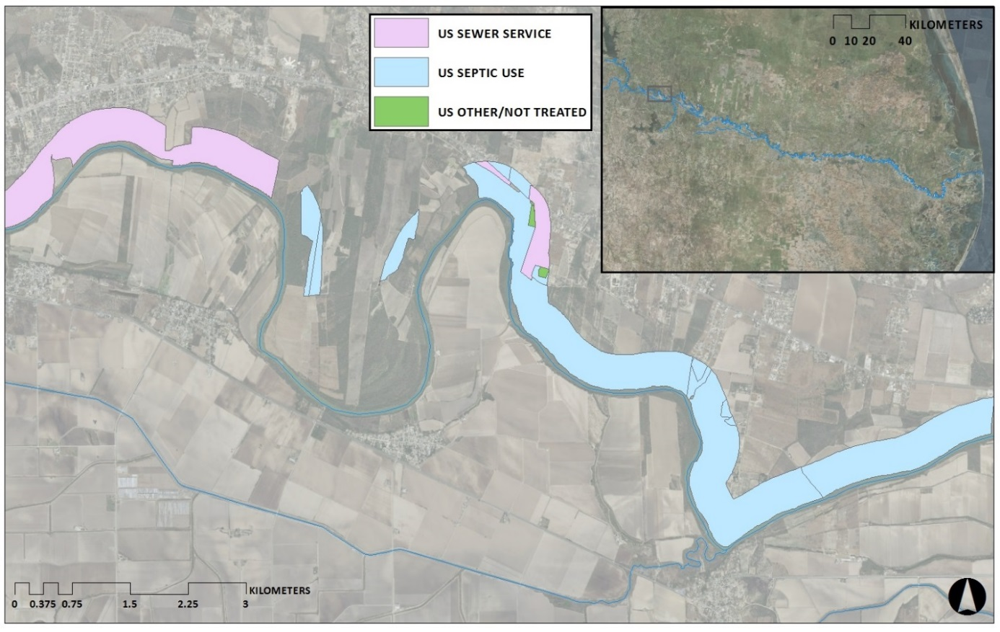 US SEWER SERVICE
US SEPTIC USE
US OTHER/NOT TREATED
KILOMETERS
0 10 20 40
KILOMETERS
0 0.375 0.75 1.5 2.25 3